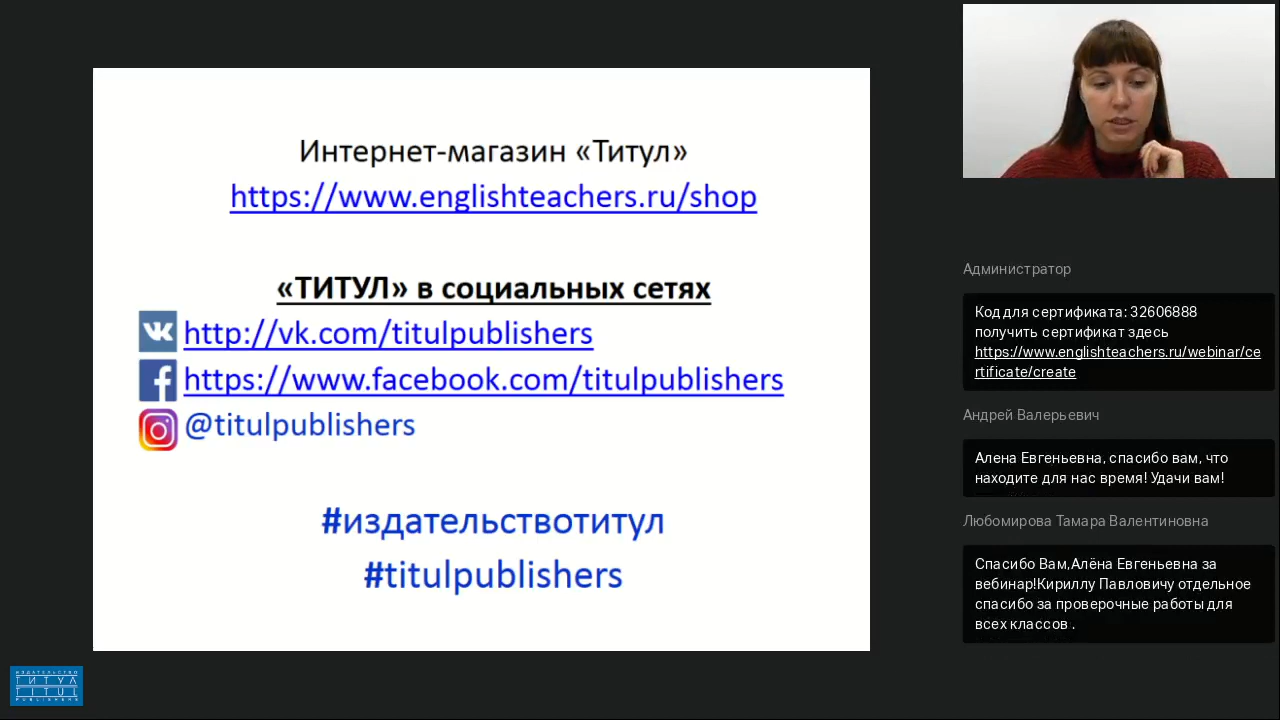 Интернет-магазин «Титул»
https://www.englishteachers.ru/shop
«ТИТУЛ» в социальных сетях
http://vk.com/titulpublishers
https://www.facebook.com/titulpublishers
@titulpublishers
#издательствотитул
#titulpublishers
Администратор
Код для сертификата: 32606888
получить сертификат здесь
https://www.englishteachers.ru/webinar/ce
rtificate/create
Андрей Валерьевич
Алена Евгеньевна, спасибо вам, что
находите для нас время! Удачи вам!
Любомирова Тамара Валентиновна
Спасибо Вам,Алёна Евгеньевна за
вебинар!Кириллу Павловичу отдельное
спасибо за проверочные работы для
всех классов .
ИЗДАТЕЛЬСТВО
ТИТУЛ
TITUL
PUBLISHERS